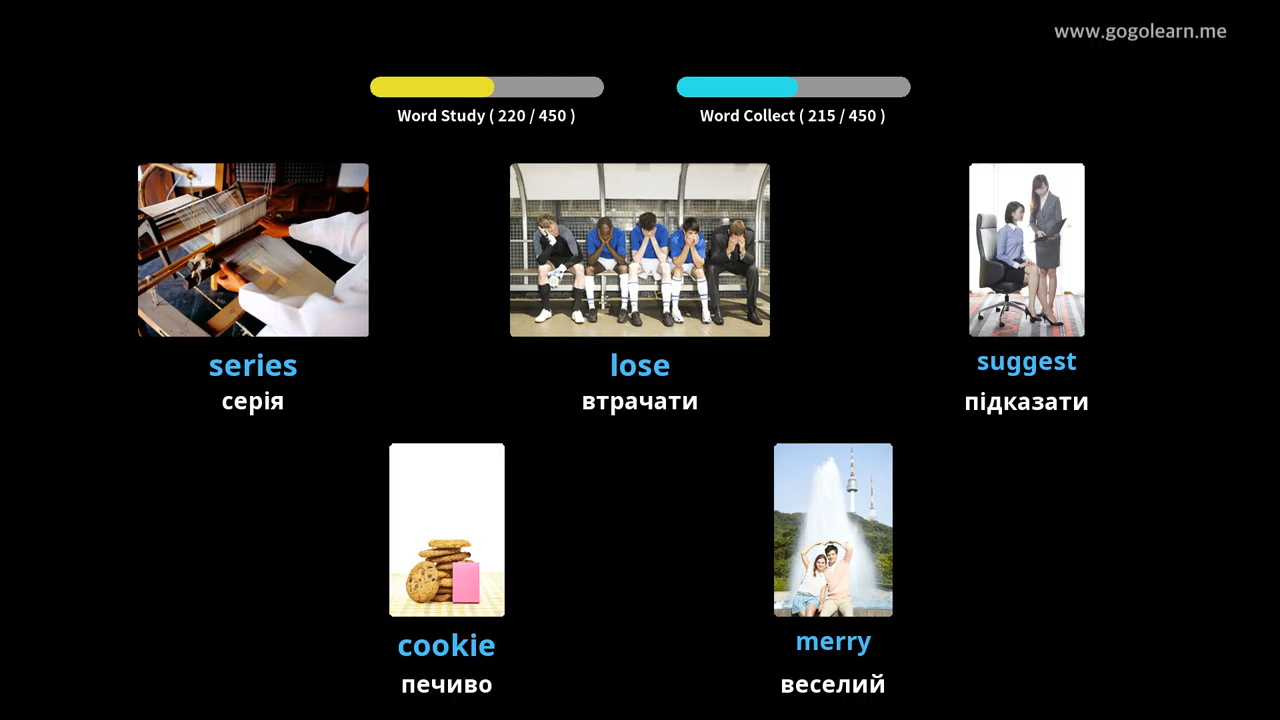 www.gogolearn.me
Word Study ( 220 / 450 )
Word Collect ( 215 / 450 )
series
серія
lose
втрачати
suggest
підказати
cookie
печиво
merry
веселий